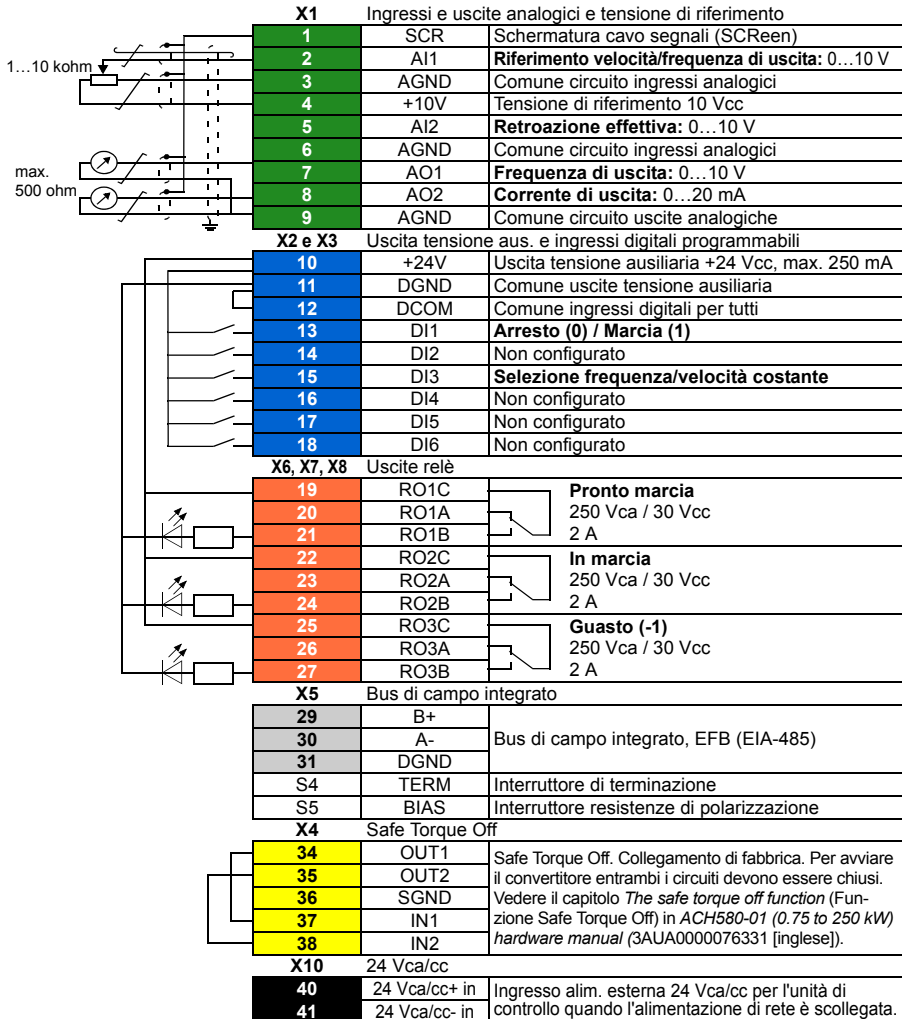 X1 Ingressi e uscite analogici e tensione di riferimento
1 SCR Schermatura cavo segnali (SCReen)
2 AI1 Riferimento velocità/frequenza di uscita: 0…10 V
1…10 kohm
3 AGND Comune circuito ingressi analogici
4 +10V Tensione di riferimento 10 Vcc
5 AI2 Retroazione effettiva: 0…10 V
6 AGND Comune circuito ingressi analogici
max.
500 ohm
7 AO1 Frequenza di uscita: 0…10 V
8 AO2 Corrente di uscita: 0…20 mA
9 AGND Comune circuito uscite analogiche
X2 e X3 Uscita tensione aus. e ingressi digitali programmabili
10 +24V Uscita tensione ausiliaria +24 Vcc, max. 250 mA
11 DGND Comune uscite tensione ausiliaria
12 DCOM Comune ingressi digitali per tutti
13 DI1 Arresto (0) / Marcia (1)
14 DI2 Non configurato
15 DI3 Selezione frequenza/velocità costante
16 DI4 Non configurato
17 DI5 Non configurato
18 DI6 Non configurato
X6, X7, X8 Uscite relè
19 RO1C Pronto marcia
20 RO1A 250 Vca / 30 Vcc
21 RO1B 2 A
22 RO2C In marcia
23 RO2A 250 Vca / 30 Vcc
24 RO2B 2 A
25 RO3C Guasto (-1)
26 RO3A 250 Vca / 30 Vcc
27 RO3B 2 A
X5 Bus di campo integrato
29 B+
30 A- Bus di campo integrato, EFB (EIA-485)
31 DGND
S4 TERM Interruttore di terminazione
S5 BIAS Interruttore resistenze di polarizzazione
X4 Safe Torque Off
34 OUT1
35 OUT2
36 SGND
37 IN1
38 IN2
Safe Torque Off. Collegamento di fabbrica. Per avviare
il convertitore entrambi i circuiti devono essere chiusi.
Vedere il capitolo The safe torque off function (Fun-
zione Safe Torque Off) in ACH580-01 (0.75 to 250 kW)
hardware manual (3AUA0000076331 [inglese]).
X10 24 Vca/cc
40 24 Vca/cc+ in
41 24 Vca/cc- in
Ingresso alim. esterna 24 Vca/cc per l'unità di
controllo quando l'alimentazione di rete è scollegata.